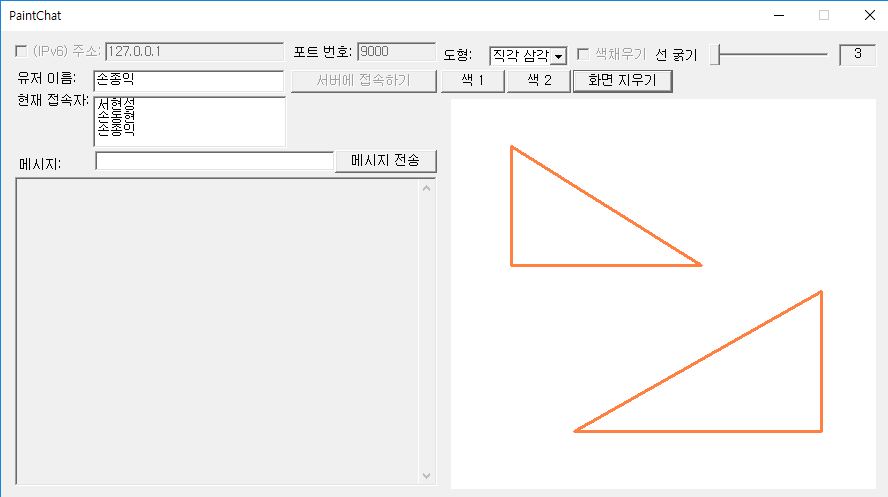 PaintChat
(IPv6) 주소: 127.0.0.1 포트 번호: 9000 도형: 직각 삼각 색채우기 선 굵기 3
유저 이름: 손종익 서버에 접속하기 색 1 색 2 화면 지우기
현재 접속자: 서현성
손동현
손종익
메시지: 메시지 전송